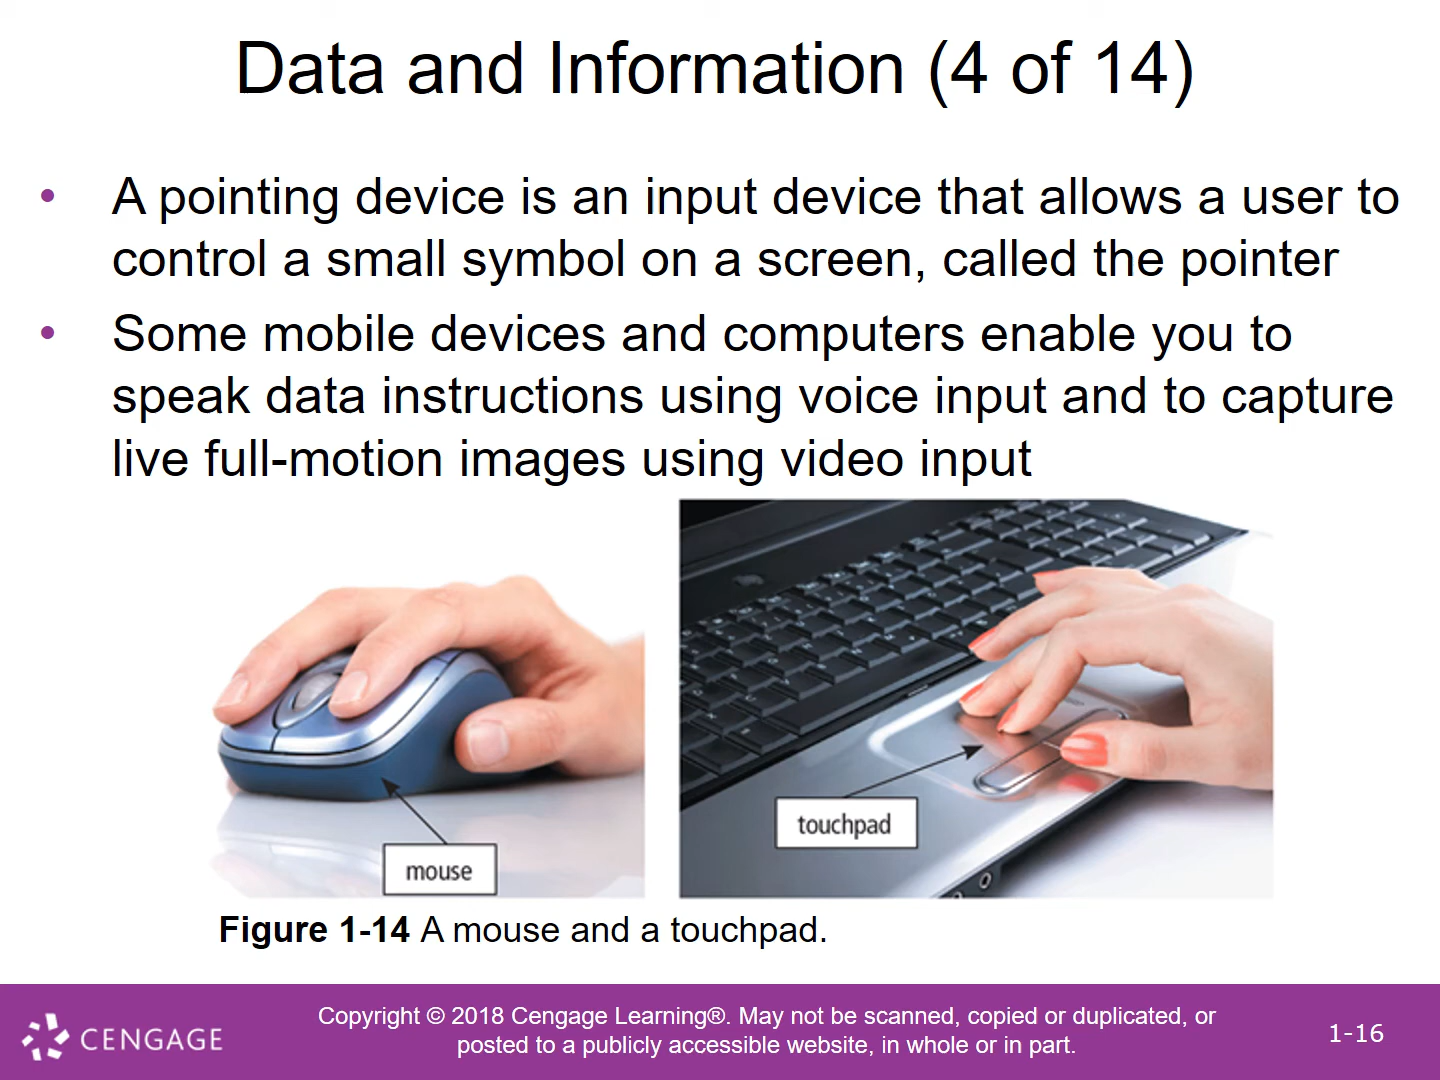 Data and Information (4 of 14)
• A pointing device is an input device that allows a user to
control a small symbol on a screen, called the pointer
• Some mobile devices and computers enable you to
speak data instructions using voice input and to capture
live full-motion images using video input
mouse
touchpad
Figure 1-14 A mouse and a touchpad.
CENGAGE
Copyright © 2018 Cengage Learning®. May not be scanned, copied or duplicated, or
posted to a publicly accessible website, in whole or in part.
1-16